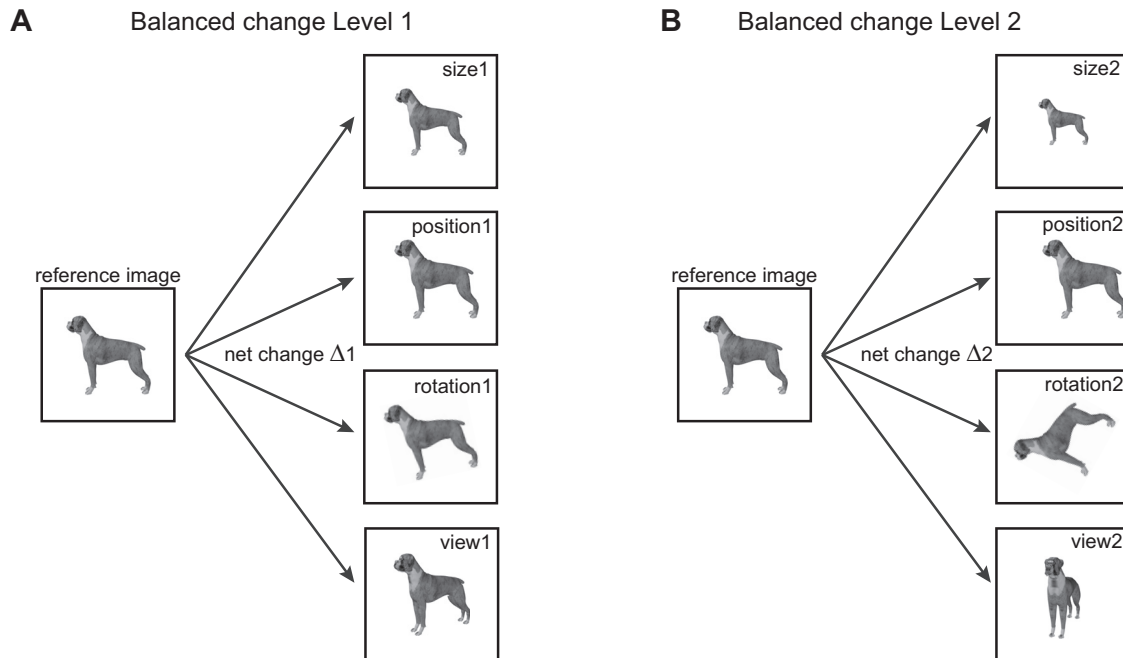 A
Balanced change Level 1
size1
position1
reference image
net change Δ1
rotation1
view1
B
Balanced change Level 2
size2
position2
reference image
net change Δ2
rotation2
view2